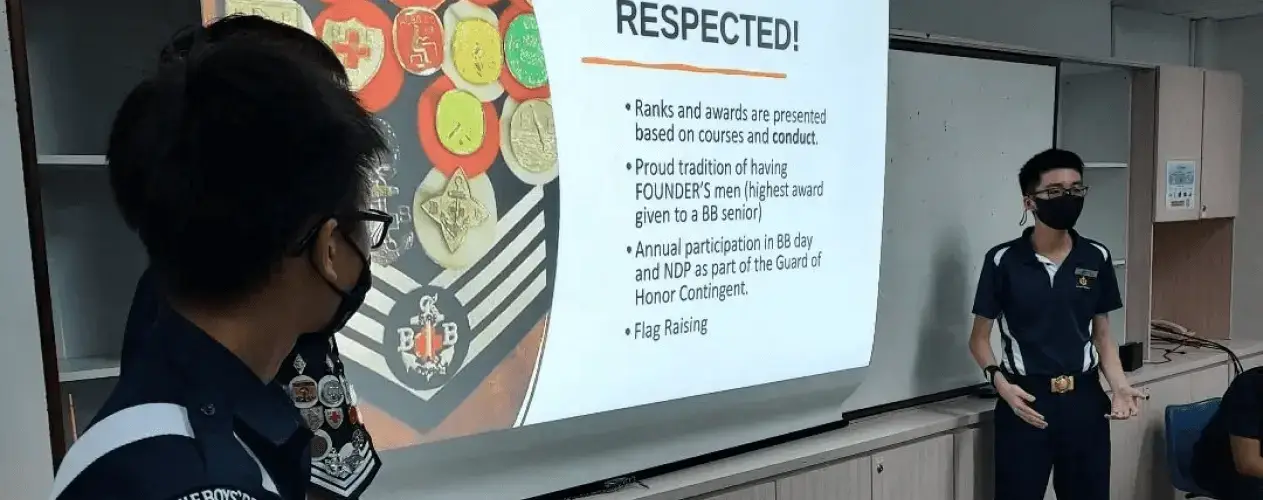 RESPECTED!
• Ranks and awards are presented
based on courses and conduct.
• Proud tradition of having
FOUNDER'S men (highest award
given to a BB senior)
• Annual participation in BB day
and NDP as part of the Guard of
Honor Contingent.
• Flag Raising
B B
BOYS'